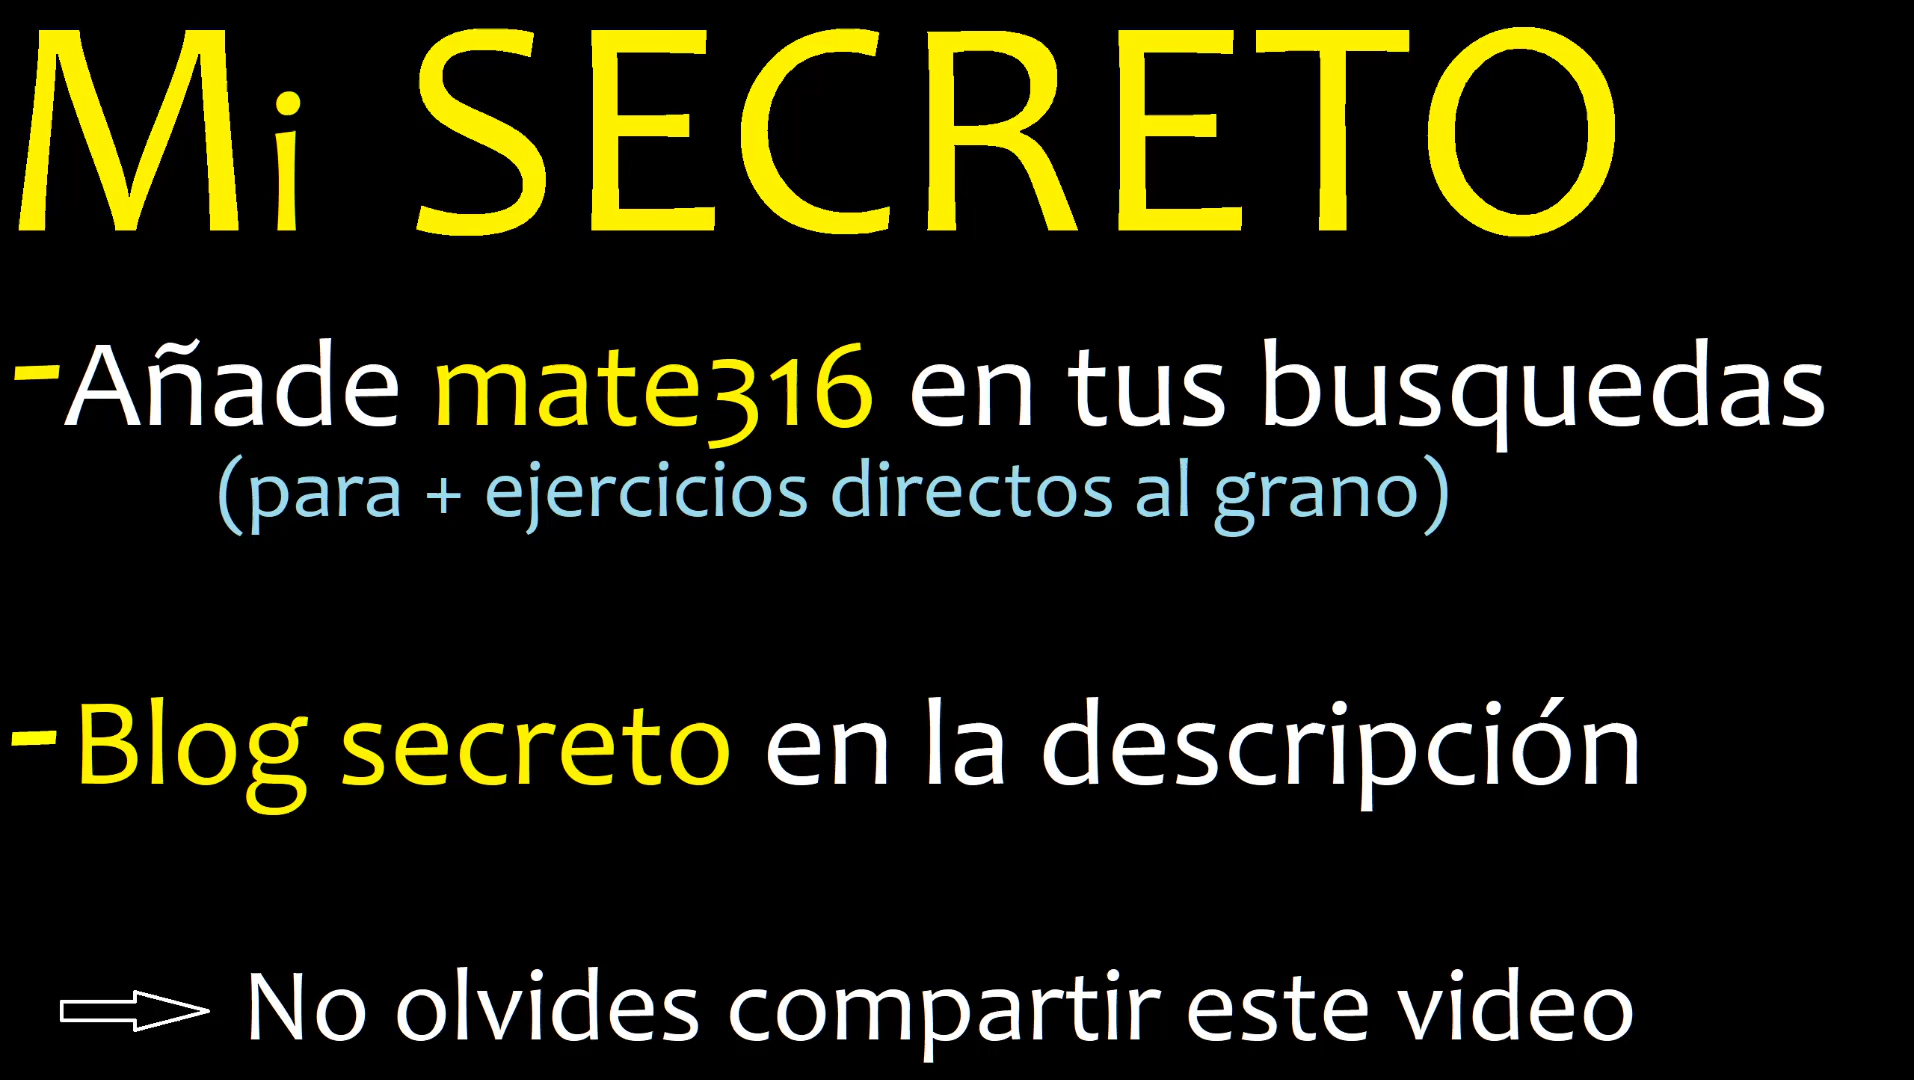 Mi SECRETO
-Añade mate316 en tus busquedas
(para + ejercicios directos al grano)
-Blog secreto en la descripción
No olvides compartir este video